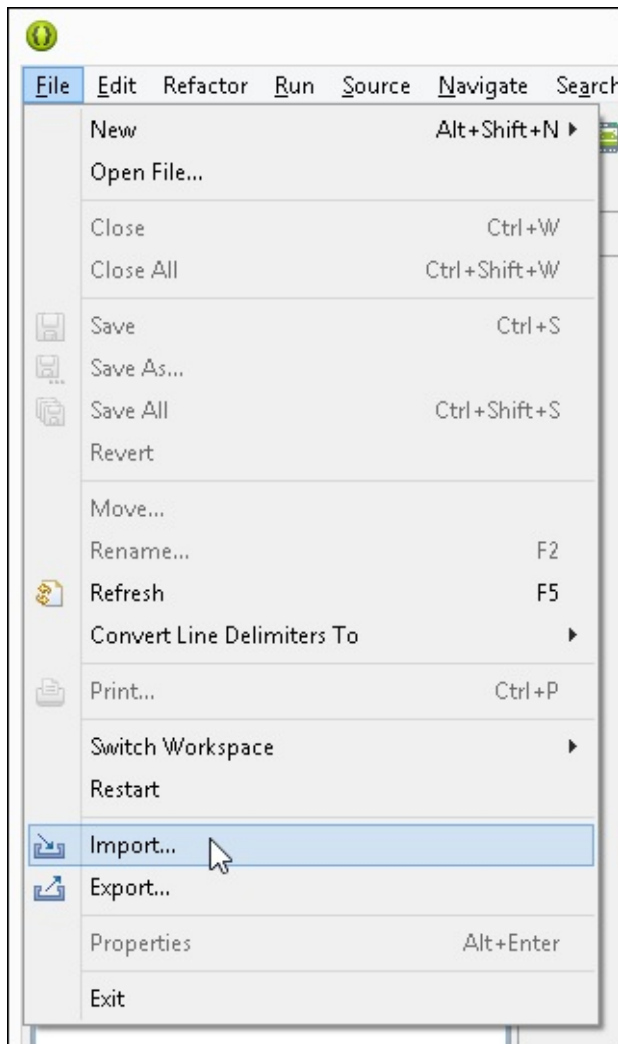 File Edit Refactor Run Source Navigate Search
New Alt+Shift+N
Open File...
Close Ctrl+W
Close All Ctrl+Shift+W
Save Ctrl+S
Save As...
Save All Ctrl+Shift+S
Revert
Move...
Rename... F2
Refresh F5
Convert Line Delimiters To
Print... Ctrl+P
Switch Workspace
Restart
Import...
Export...
Properties Alt+Enter
Exit